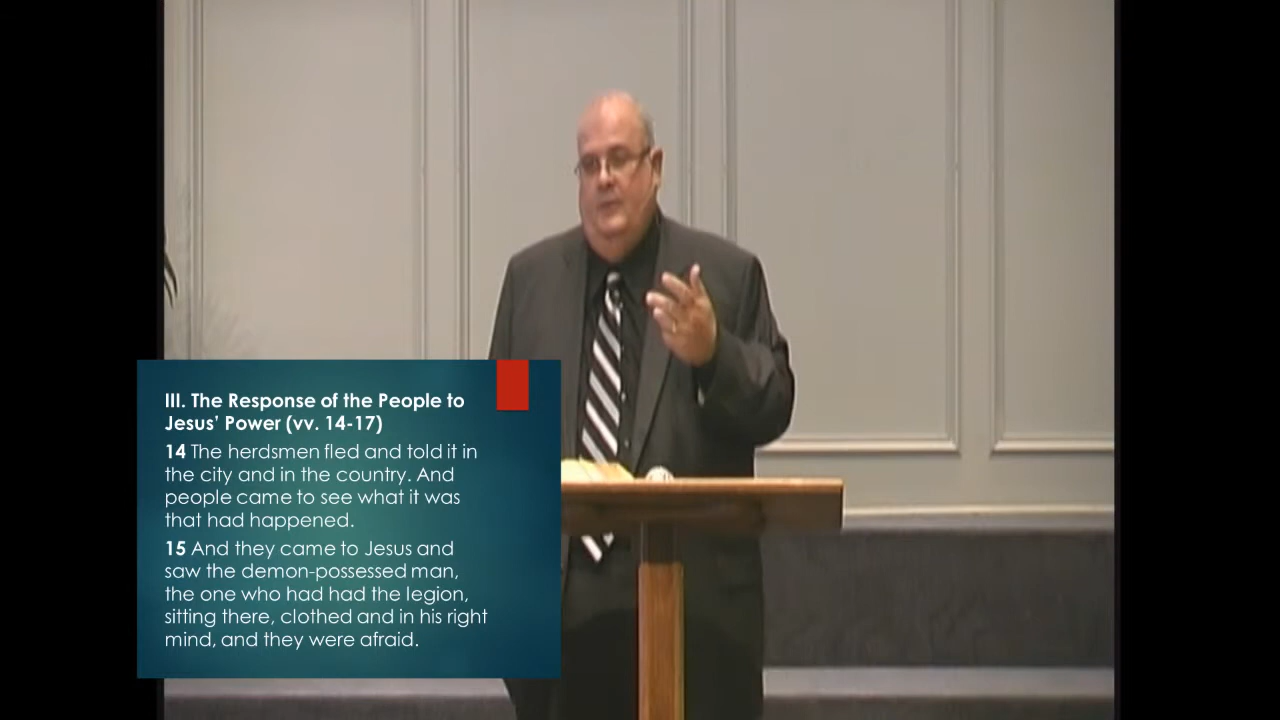 III. The Response of the People to
Jesus’ Power (vv. 14-17)
14 The herdsmen fled and told it in
the city and in the country. And
people came to see what it was
that had happened.
15 And they came to Jesus and
saw the demon-possessed man,
the one who had had the legion,
sitting there, clothed and in his right
mind, and they were afraid.